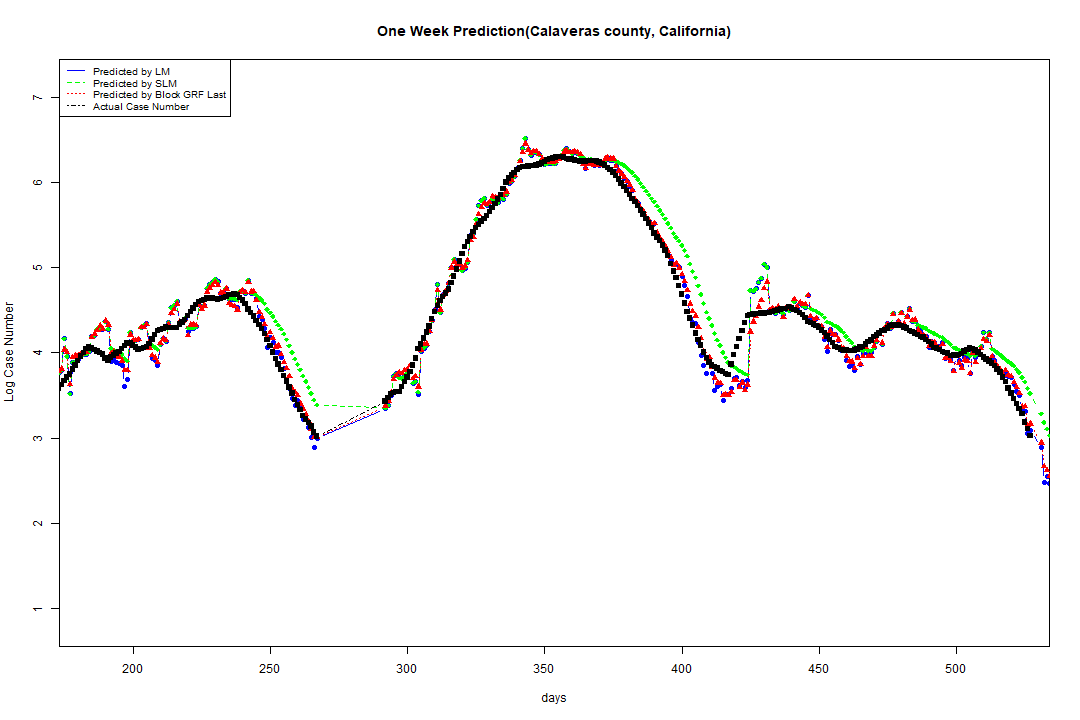 One Week Prediction(Calaveras county, California)
Predicted by LM
Predicted by SLM
Predicted by Block GRF Last
Actual Case Number
Log Case Number
7
6
5
4
3
2
1
200 250 300 350 400 450 500
days